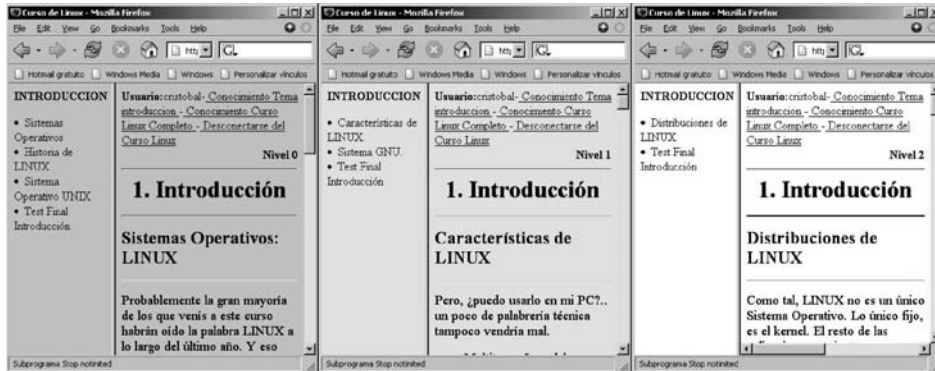 Curso de Linux - Mozilla Firefox
File Edit View Go Bookmarks Tools Help
http
G,
Hotmail gratuito Windows Media Windows Personalizar vínculos
INTRODUCCION
• Sistemas
Operativos
• Historia de
LINUX
• Sistema
Operativo UNIX
• Test Final
Introducción
Usuario:cristobal- Conocimiento Tema
introduccion - Conocimiento Curso
Linux Completo - Desconectarse del
Curso Linux
Nivel 0
1. Introducción
Sistemas Operativos:
LINUX
Probablemente la gran mayoría
de los que venís a este curso
habrán oído la palabra LINUX a
lo largo del último año. Y eso
Subprograma Stop notinited
Curso de Linux - Mozilla Firefox
File Edit View Go Bookmarks Tools Help
http
G,
Hotmail gratuito Windows Media Windows Personalizar vínculos
INTRODUCCION
• Características de
LINUX.
• Sistema GNU.
• Test Final
Introducción
Usuario:cristobal- Conocimiento Tema
introduccion - Conocimiento Curso
Linux Completo - Desconectarse del
Curso Linux
Nivel 1
1. Introducción
Características de
LINUX
Pero, ¿puedo usarlo en mi PC?..
un poco de palabrería técnica
tampoco vendría mal.
Subprograma Stop notinited
Curso de Linux - Mozilla Firefox
File Edit View Go Bookmarks Tools Help
http
G,
Hotmail gratuito Windows Media Windows Personalizar vínculos
INTRODUCCION
• Distribuciones de
LINUX
• Test Final
Introducción
Usuario:cristobal- Conocimiento Tema
introduccion - Conocimiento Curso
Linux Completo - Desconectarse del
Curso Linux
Nivel 2
1. Introducción
Distribuciones de
LINUX
Como tal, LINUX no es un único
Sistema Operativo. Lo único fijo,
es el kernel. El resto de las
Subprograma Stop notinited